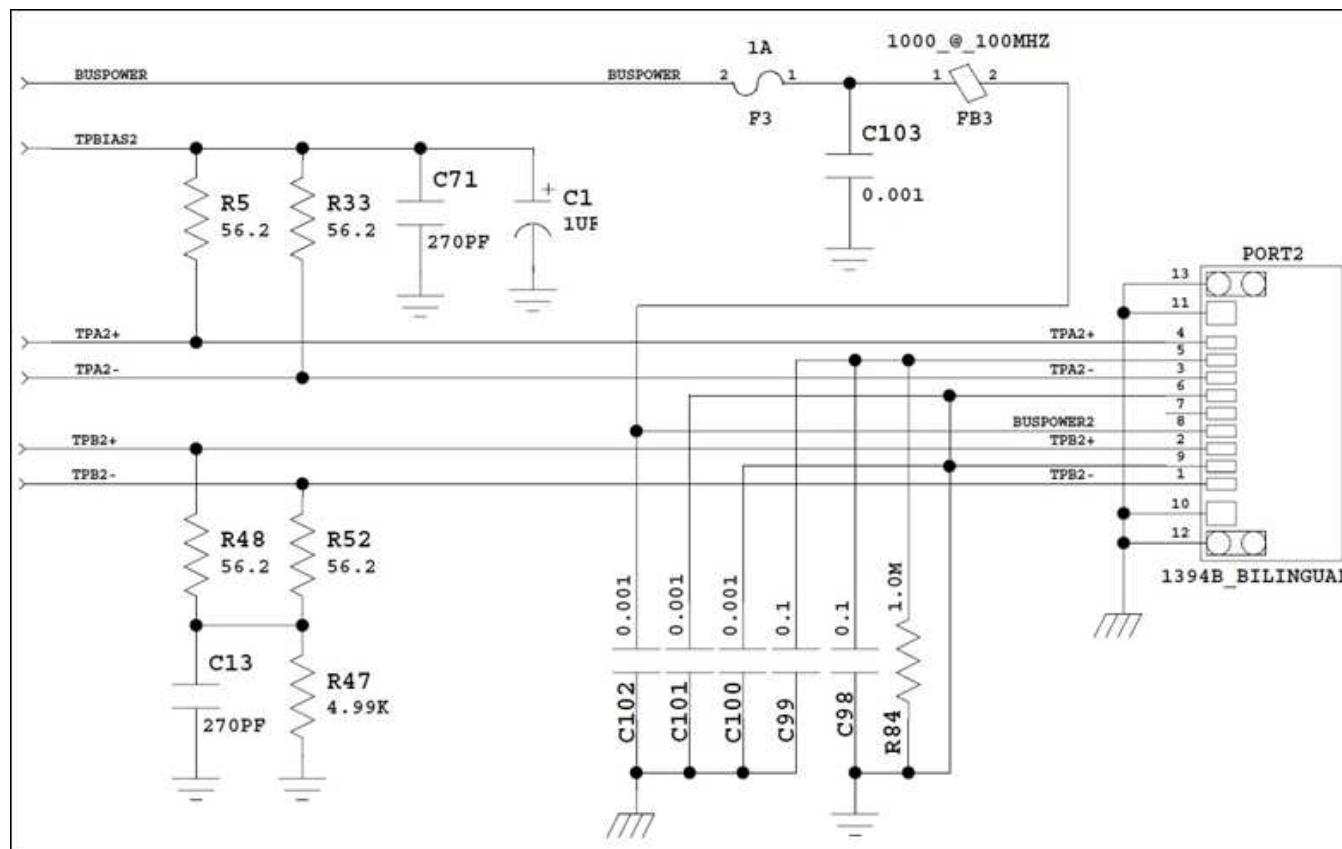 1A
1000_@_100MHZ
BUSPOWER
BUSPOWER
2
1
1
2
F3
FB3
C103
0.001
TPBIAS2
R5
56.2
R33
56.2
C71
270PF
+
C1
1UF
PORT2
13
11
TPA2+
TPA2+
4
5
TPA2-
TPA2-
3
6
7
BUSPOWER2
8
TPB2+
TPB2+
2
9
TPB2-
TPB2-
1
10
12
1394B_BILINGUAL
R48
56.2
R52
56.2
C13
270PF
R47
4.99K
0.001
0.001
0.001
0.1
0.1
1.0M
C102
C101
C100
C99
C98
R84